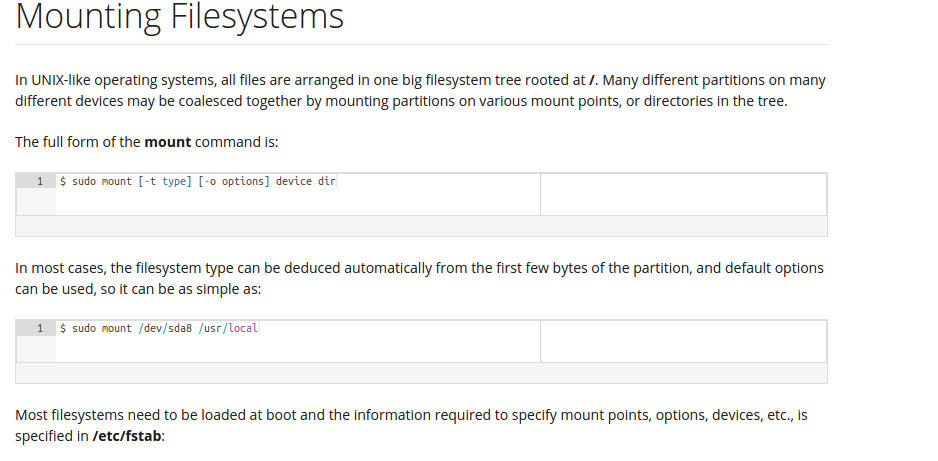 Mounting Filesystems
In UNIX-like operating systems, all files are arranged in one big filesystem tree rooted at /. Many different partitions on many
different devices may be coalesced together by mounting partitions on various mount points, or directories in the tree.
The full form of the mount command is:
1 $ sudo mount [-t type] [-o options] device dir
In most cases, the filesystem type can be deduced automatically from the first few bytes of the partition, and default options
can be used, so it can be as simple as:
1 $ sudo mount /dev/sda8 /usr/local
Most filesystems need to be loaded at boot and the information required to specify mount points, options, devices, etc., is
specified in /etc/fstab: